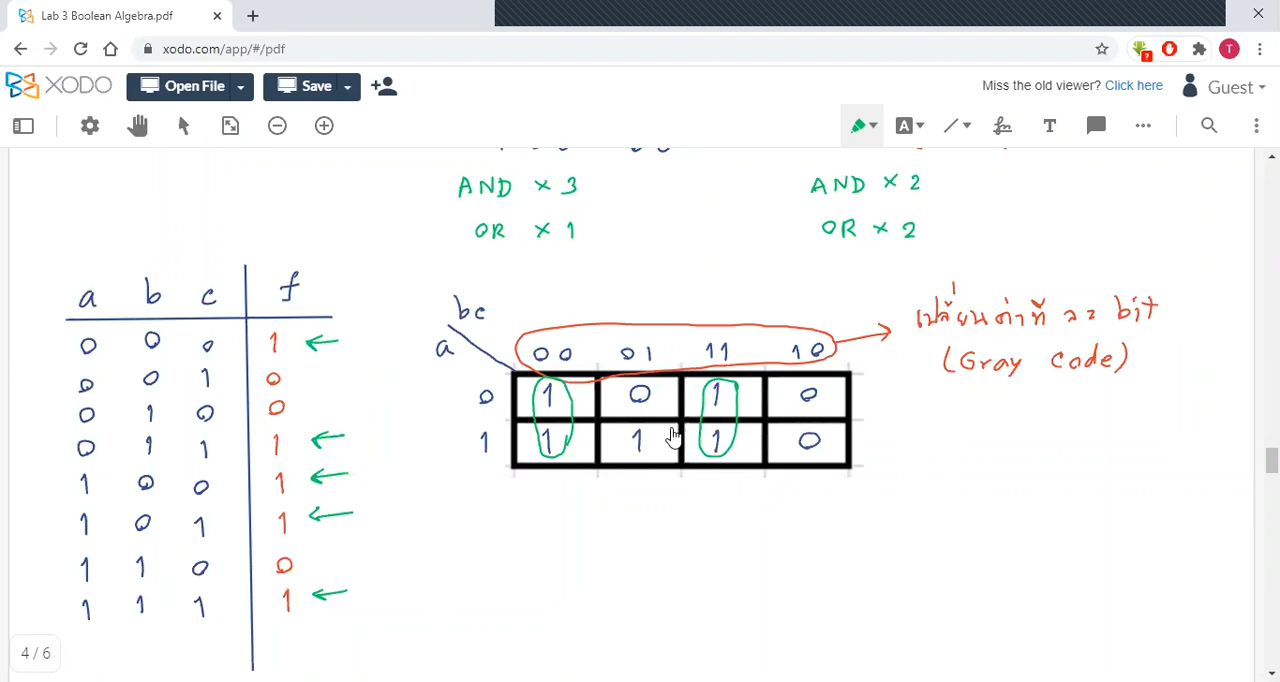 Lab 3 Boolean Algebra.pdf
xodo.com/app/#/pdf
T
XODO
Open File
Save
Miss the old viewer? Click here
Guest
AND × 3
AND × 2
OR × 1
OR × 2
a b c f
0 0 0 1 ←
0 0 1 0
0 1 0 0
0 1 1 1 ←
1 0 0 1 ←
1 0 1 1 ←
1 1 0 0
1 1 1 1 ←
bc
a
00 01 11 10
0 1 0 1 0
1 1 1 1 0
เปลี่ยนค่าที่ละ bit
(Gray code)
4 / 6